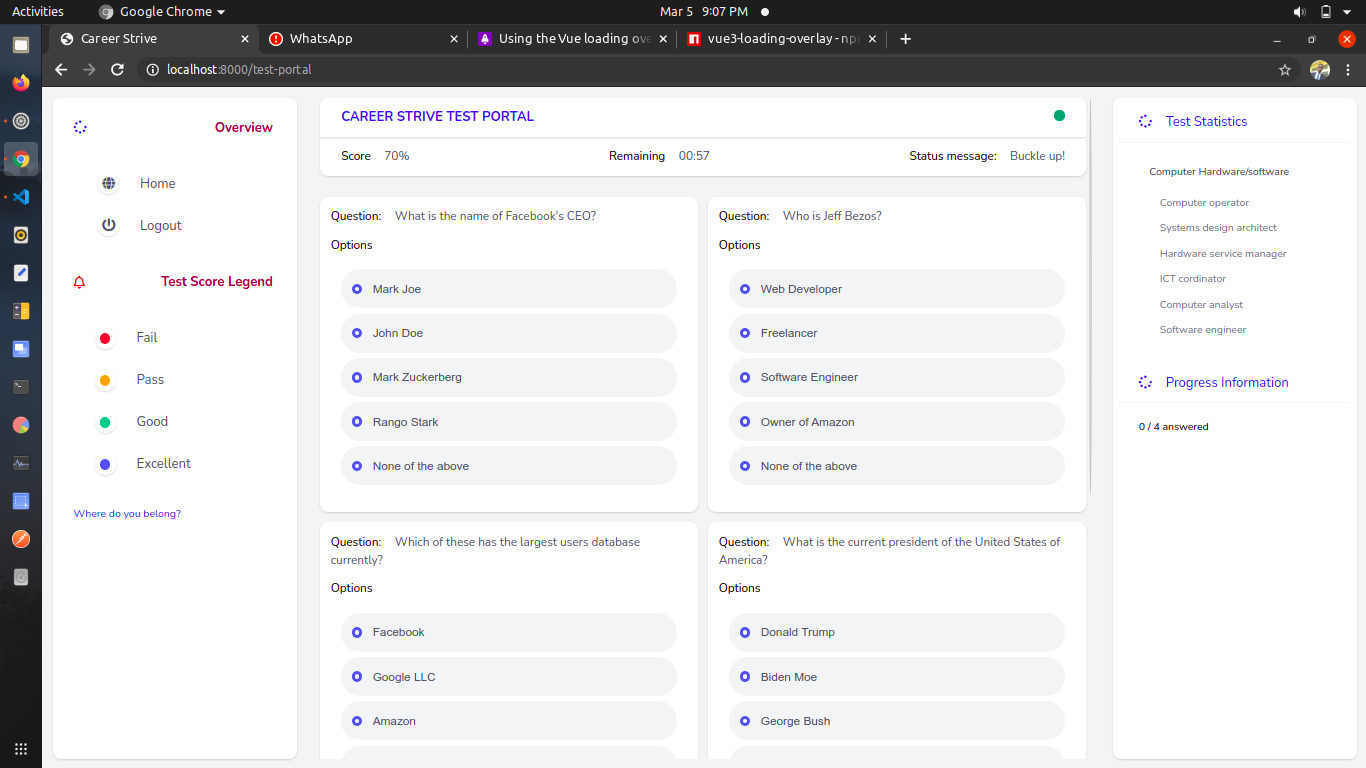 Activities
Google Chrome
Mar 5 9:07 PM
Career Strive
WhatsApp
Using the Vue loading ove
vue3-loading-overlay - npm
localhost:8000/test-portal
Overview
Home
Logout
Test Score Legend
Fail
Pass
Good
Excellent
Where do you belong?
CAREER STRIVE TEST PORTAL
Score 70%
Remaining 00:57
Status message: Buckle up!
Question: What is the name of Facebook's CEO?
Options
Mark Joe
John Doe
Mark Zuckerberg
Rango Stark
None of the above
Question: Who is Jeff Bezos?
Options
Web Developer
Freelancer
Software Engineer
Owner of Amazon
None of the above
Question: Which of these has the largest users database
currently?
Options
Facebook
Google LLC
Amazon
Question: What is the current president of the United States of
America?
Options
Donald Trump
Biden Moe
George Bush
Test Statistics
Computer Hardware/software
Computer operator
Systems design architect
Hardware service manager
ICT cordinator
Computer analyst
Software engineer
Progress Information
0 / 4 answered